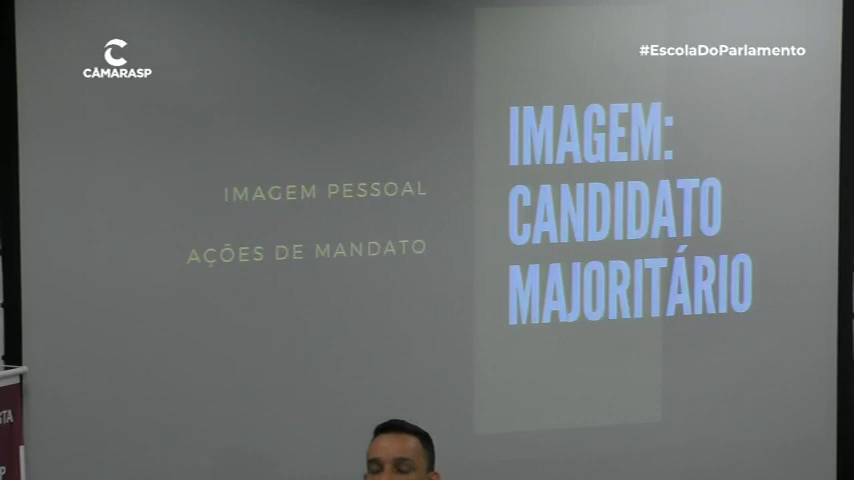 CÂMARASP
#EscolaDoParlamento
IMAGEM PESSOAL
AÇÕES DE MANDATO
IMAGEM:
CANDIDATO
MAJORITÁRIO